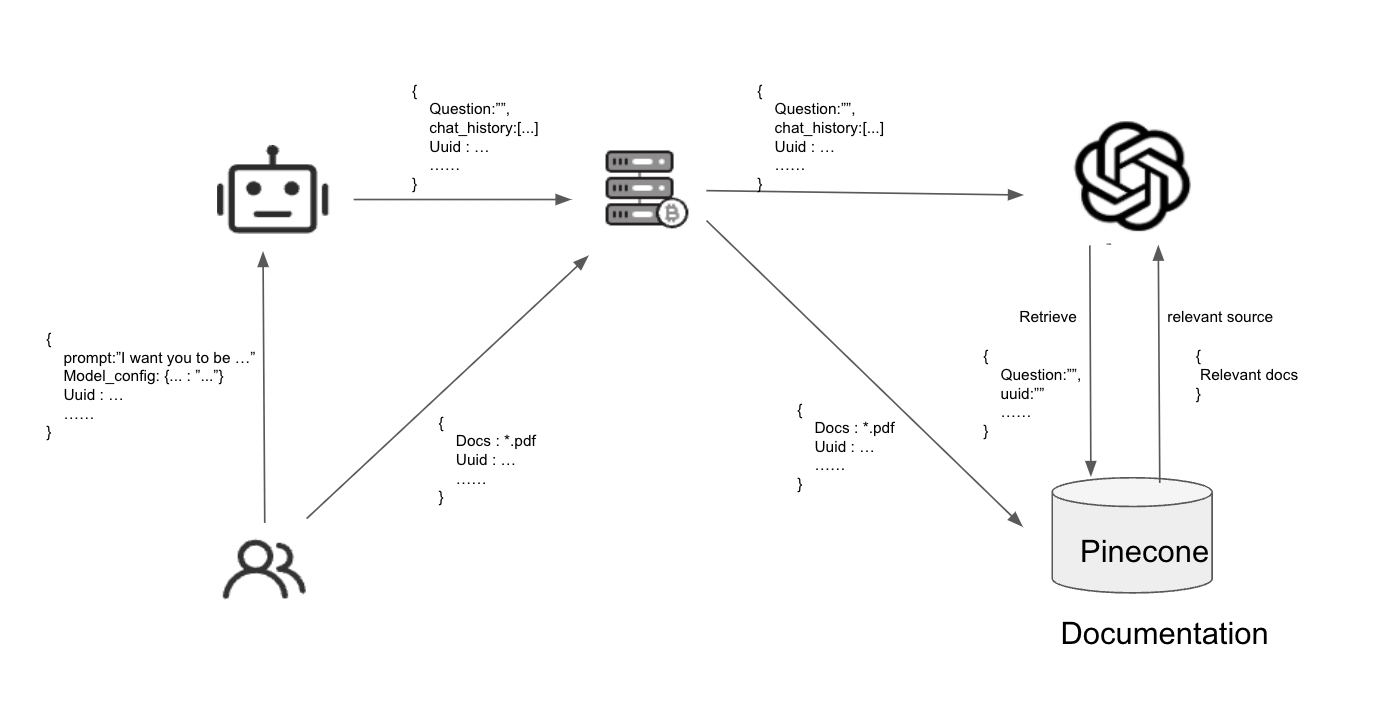 {
Question:””,
chat_history:[...]
Uuid : …
……
}
{
Question:””,
chat_history:[...]
Uuid : …
……
}
{
prompt:”I want you to be …”
Model_config: {... : ”...”}
Uuid : …
……
}
{
Docs : *.pdf
Uuid : …
……
}
{
Docs : *.pdf
Uuid : …
……
}
Retrieve
{
Question:””,
uuid:””
……
}
relevant source
{
Relevant docs
}
Pinecone
Documentation